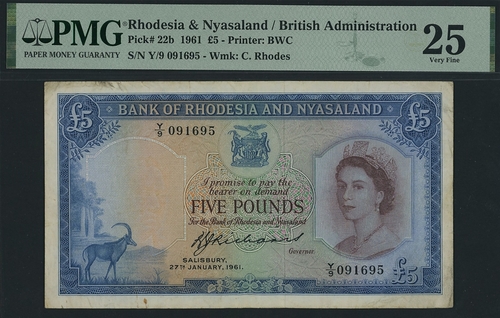 PMG
PAPER MONEY GUARANTY
Rhodesia & Nyasaland / British Administration
Pick# 22b 1961 £5 - Printer: BWC
S/N Y/9 091695 - Wmk: C. Rhodes
25
Very Fine
£5
BANK OF RHODESIA AND NYASALAND
£5
Y/9 091695
I promise to pay the
bearer on demand
FIVE POUNDS
For the Bank of Rhodesia and Nyasaland
Governor.
SALISBURY,
27TH JANUARY, 1961.
Y/9 091695
£5